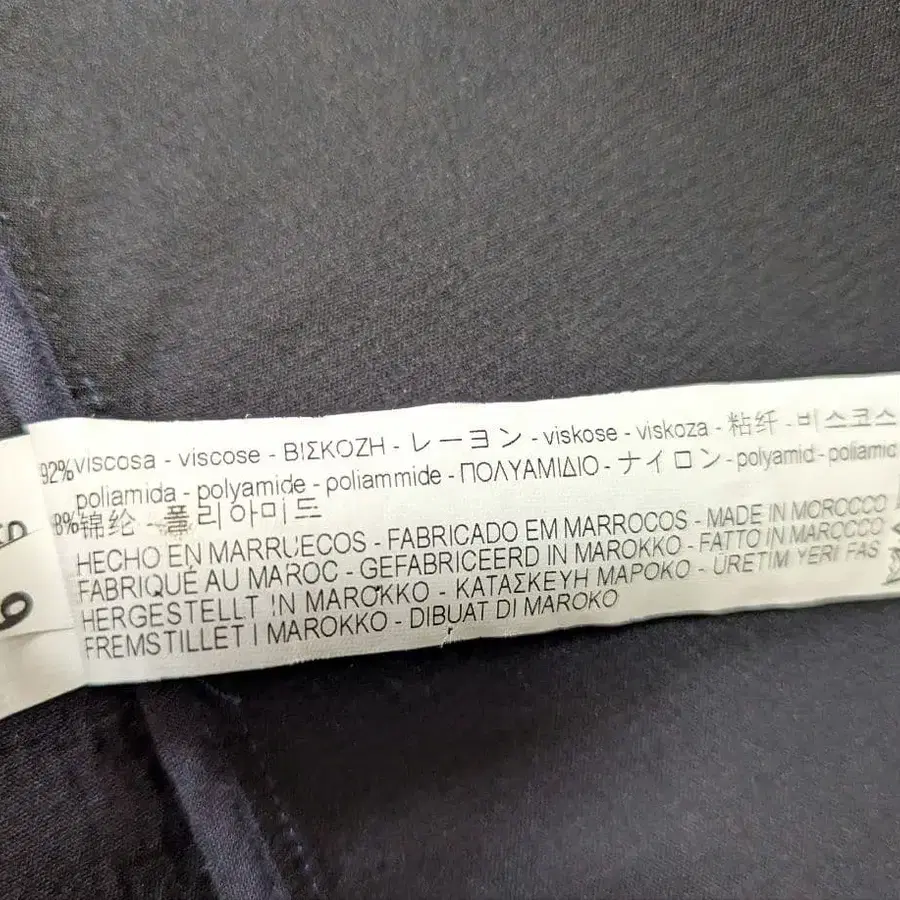 92% viscosa - viscose - ΒΙΣΚΟΖΗ - レーヨン - viskose - viskoza - 粘纤 - 비스코스
poliamida - polyamide - poliammide - ΠΟΛΥΑΜΙΔΙΟ - ナイロン - polyamid - poliamid
8% 锦纶 - 폴리아미드
HECHO EN MARRUECOS - FABRICADO EM MARROCOS - MADE IN MOROCCO
FABRIQUÉ AU MAROC - GEFABRICEERD IN MAROKKO - FATTO IN MAROCCO
HERGESTELLT IN MAROKKO - ΚΑΤΑΣΚΕΥΗ ΜΑΡΟΚΟ - ÜRETIM YERI FAS
FREMSTILLET I MAROKKO - DIBUAT DI MAROKO